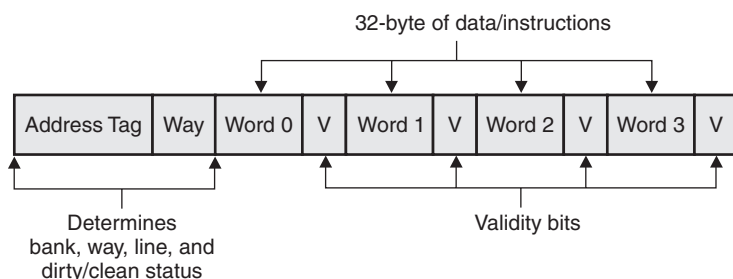 32-byte of data/instructions
Address Tag Way Word 0 V Word 1 V Word 2 V Word 3 V
Determines
bank, way, line, and
dirty/clean status
Validity bits